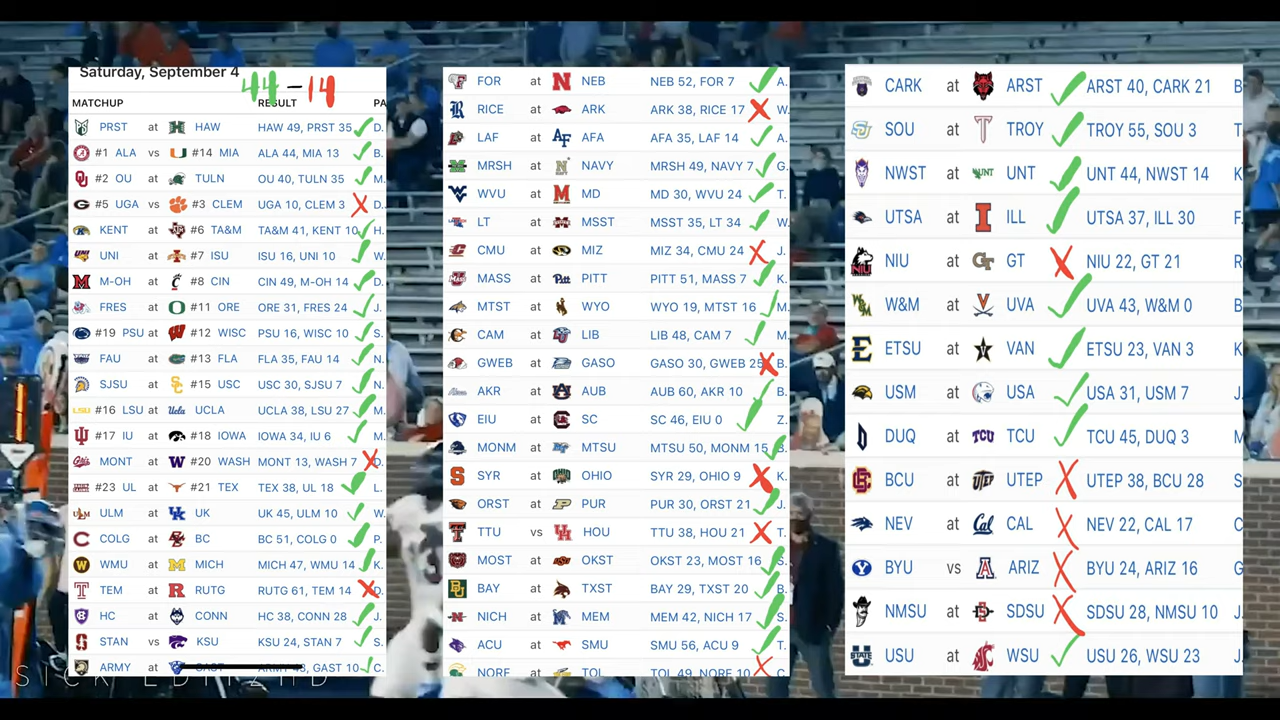 Saturday, September 4
44-14
MATCHUP RESULT PA
PRST at HAW HAW 49, PRST 35 D.
#1 ALA vs #14 MIA ALA 44, MIA 13 B.
#2 OU at TULN OU 40, TULN 35 M.
#5 UGA vs #3 CLEM UGA 10, CLEM 3 D.
KENT at #6 TA&M TA&M 41, KENT 10 H.
UNI at #7 ISU ISU 16, UNI 10 W.
M-OH at #8 CIN CIN 49, M-OH 14 D.
FRES at #11 ORE ORE 31, FRES 24 J.
#19 PSU at #12 WISC PSU 16, WISC 10 S.
FAU at #13 FLA FLA 35, FAU 14 N.
SJSU at #15 USC USC 30, SJSU 7 N.
#16 LSU at UCLA UCLA 38, LSU 27 M.
#17 IU at #18 IOWA IOWA 34, IU 6 M.
MONT at #20 WASH MONT 13, WASH 7 D.
#23 UL at #21 TEX TEX 38, UL 18 L.
ULM at UK UK 45, ULM 10 W.
COLG at BC BC 51, COLG 0 P.
WMU at MICH MICH 47, WMU 14 K.
TEM at RUTG RUTG 61, TEM 14 D.
HC at CONN HC 38, CONN 28 J.
STAN vs KSU KSU 24, STAN 7 S.
ARMY at GAST ARMY 43, GAST 10 C.
FOR at NEB NEB 52, FOR 7 A.
RICE at ARK ARK 38, RICE 17 W.
LAF at AFA AFA 35, LAF 14 A.
MRSH at NAVY MRSH 49, NAVY 7 G.
WVU at MD MD 30, WVU 24 T.
LT at MSST MSST 35, LT 34 W.
CMU at MIZ MIZ 34, CMU 24 J.
MASS at PITT PITT 51, MASS 7 K.
MTST at WYO WYO 19, MTST 16 M.
CAM at LIB LIB 48, CAM 7 M.
GWEB at GASO GASO 30, GWEB 25 B.
AKR at AUB AUB 60, AKR 10 B.
EIU at SC SC 46, EIU 0 Z.
MONM at MTSU MTSU 50, MONM 15 B.
SYR at OHIO SYR 29, OHIO 9 K.
ORST at PUR PUR 30, ORST 21 J.
TTU vs HOU TTU 38, HOU 21 T.
MOST at OKST OKST 23, MOST 16 S.
BAY at TXST BAY 29, TXST 20 B.
NICH at MEM MEM 42, NICH 17 S.
ACU at SMU SMU 56, ACU 9 T.
NORF at TOL TOL 49, NORF 10 C.
CARK at ARST ARST 40, CARK 21 B
SOU at TROY TROY 55, SOU 3 T
NWST at UNT UNT 44, NWST 14 K
UTSA at ILL UTSA 37, ILL 30 F.
NIU at GT NIU 22, GT 21 R
W&M at UVA UVA 43, W&M 0 B
ETSU at VAN ETSU 23, VAN 3 K
USM at USA USA 31, USM 7 J.
DUQ at TCU TCU 45, DUQ 3 M
BCU at UTEP UTEP 38, BCU 28 S
NEV at CAL NEV 22, CAL 17 C
BYU vs ARIZ BYU 24, ARIZ 16 G
NMSU at SDSU SDSU 28, NMSU 10 J.
USU at WSU USU 26, WSU 23 J